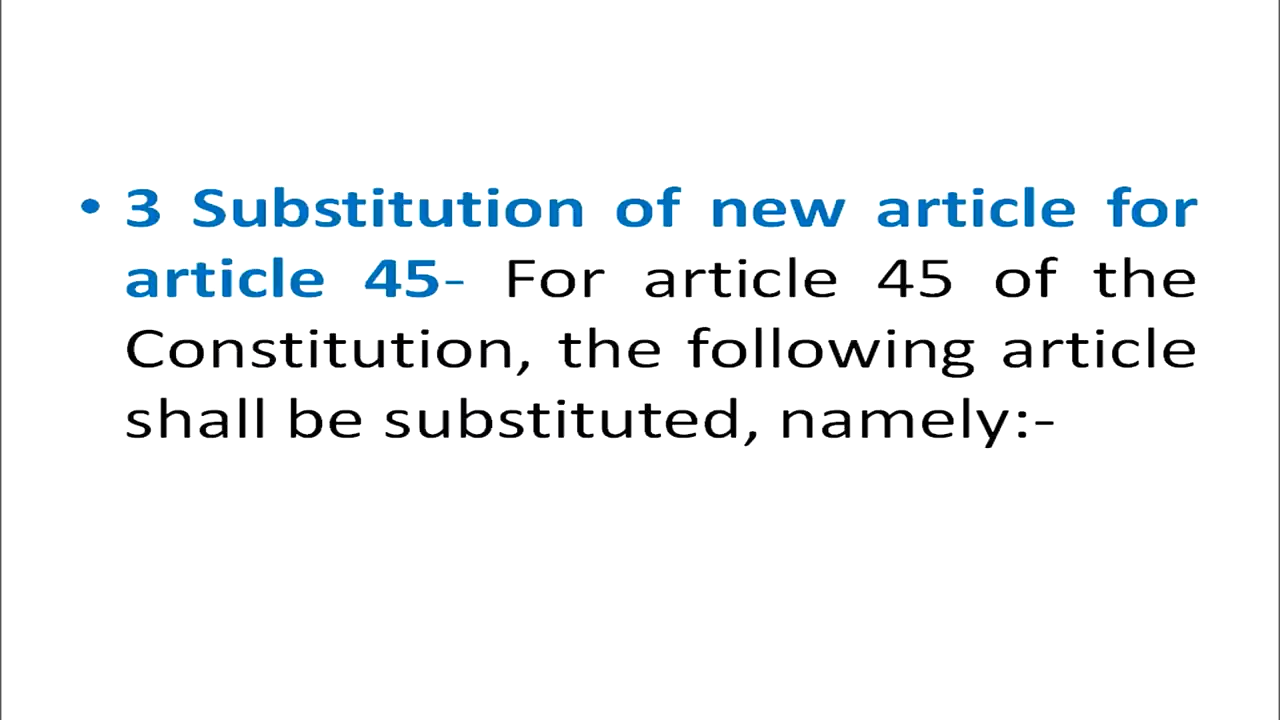 • 3 Substitution of new article for
article 45- For article 45 of the
Constitution, the following article
shall be substituted, namely:-